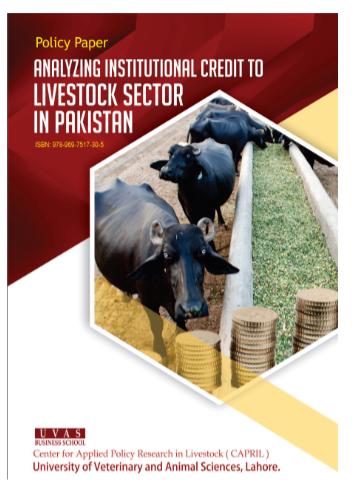 Policy Paper
ANALYZING INSTITUTIONAL CREDIT TO
LIVESTOCK SECTOR
IN PAKISTAN
ISBN: 978-969-7517-30-5
UVAS
BUSINESS SCHOOL
Center for Applied Policy Research in Livestock ( CAPRIL )
University of Veterinary and Animal Sciences, Lahore.